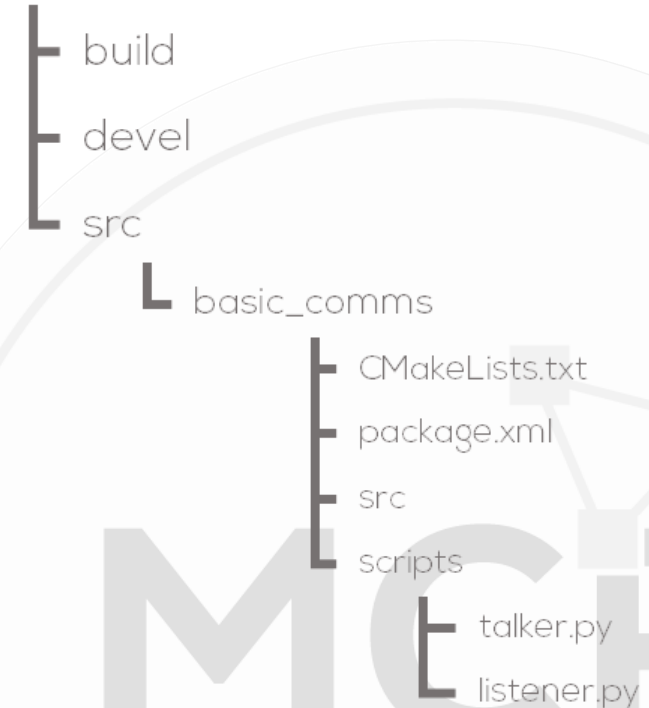 build
devel
src
basic_comms
CMakeLists.txt
package.xml
src
scripts
talker.py
listener.py